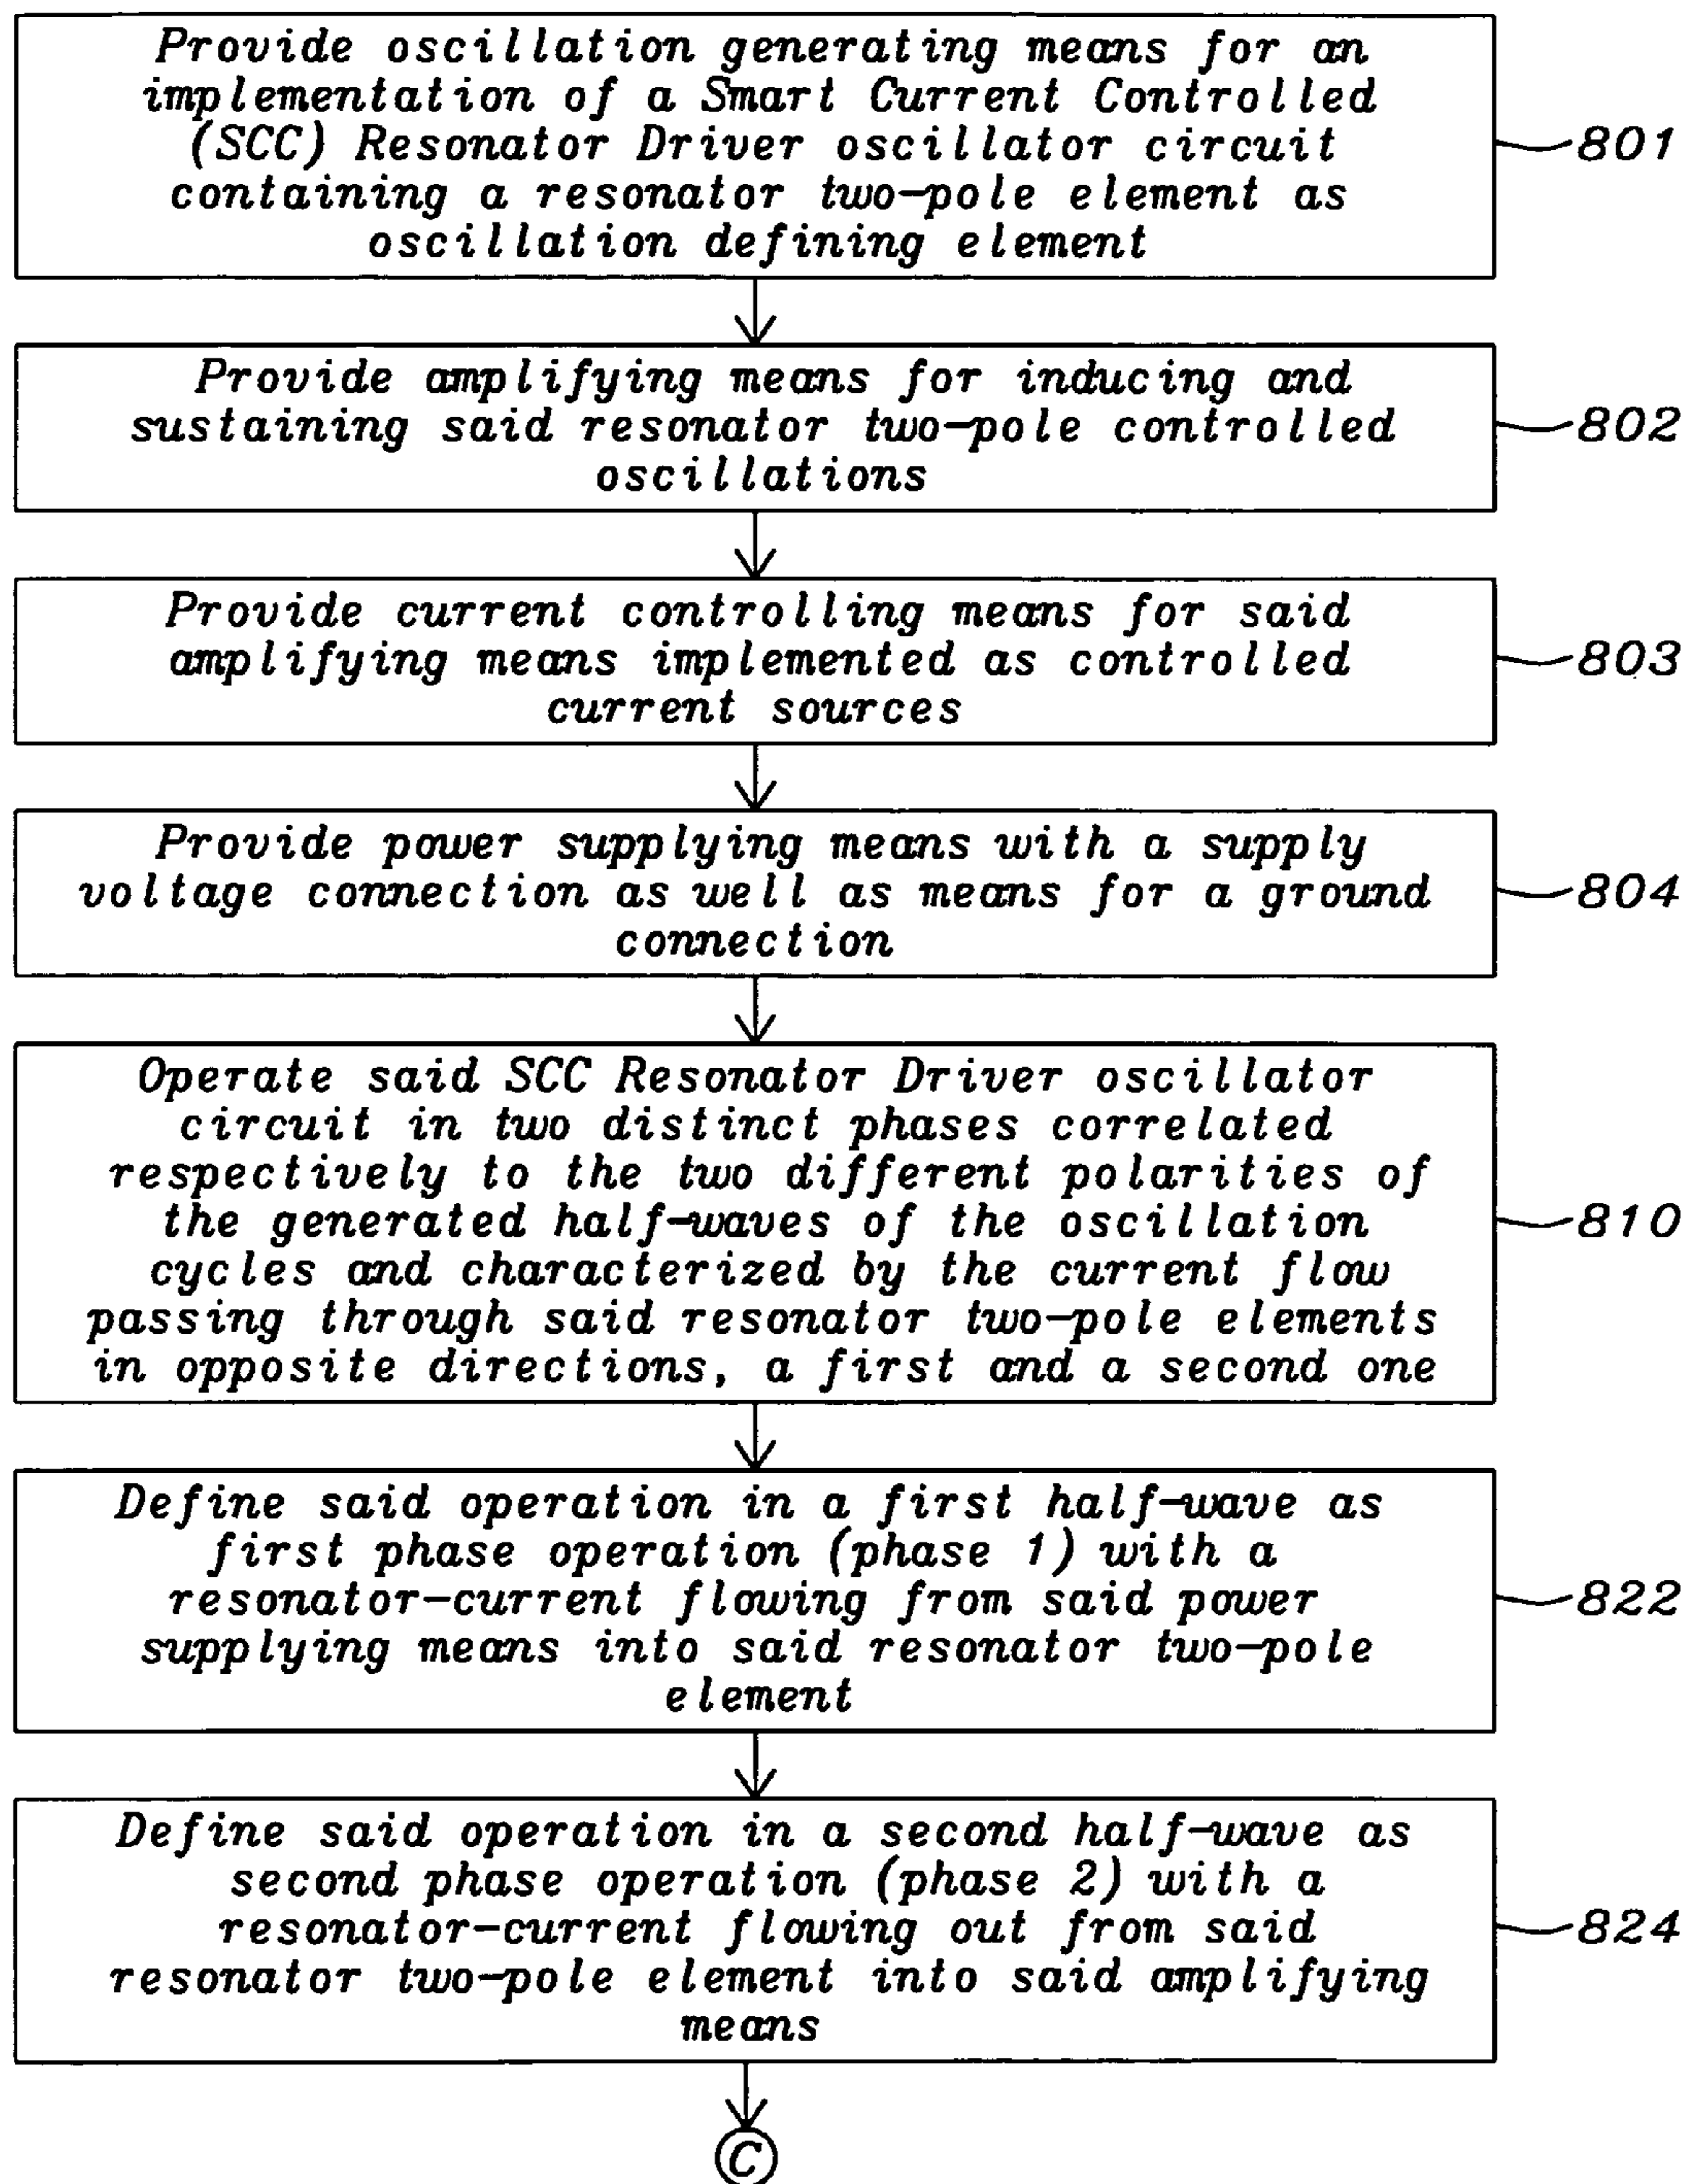 Provide oscillation generating means for an
implementation of a Smart Current Controlled
(SCC) Resonator Driver oscillator circuit
containing a resonator two-pole element as
oscillation defining element
801
Provide amplifying means for inducing and
sustaining said resonator two-pole controlled
oscillations
802
Provide current controlling means for said
amplifying means implemented as controlled
current sources
803
Provide power supplying means with a supply
voltage connection as well as means for a ground
connection
804
Operate said SCC Resonator Driver oscillator
circuit in two distinct phases correlated
respectively to the two different polarities of
the generated half-waves of the oscillation
cycles and characterized by the current flow
passing through said resonator two-pole elements
in opposite directions, a first and a second one
810
Define said operation in a first half-wave as
first phase operation (phase 1) with a
resonator-current flowing from said power
supplying means into said resonator two-pole
element
822
Define said operation in a second half-wave as
second phase operation (phase 2) with a
resonator-current flowing out from said
resonator two-pole element into said amplifying
means
824
C